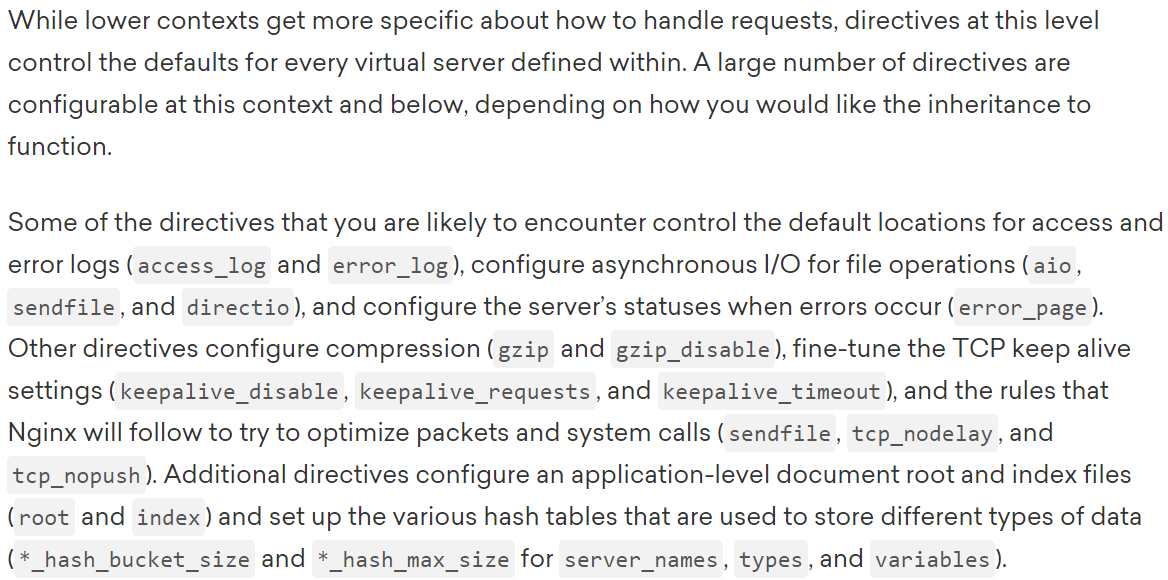 While lower contexts get more specific about how to handle requests, directives at this level
control the defaults for every virtual server defined within. A large number of directives are
configurable at this context and below, depending on how you would like the inheritance to
function.
Some of the directives that you are likely to encounter control the default locations for access and
error logs (access_log and error_log), configure asynchronous I/O for file operations (aio,
sendfile, and directio), and configure the server’s statuses when errors occur (error_page).
Other directives configure compression (gzip and gzip_disable), fine-tune the TCP keep alive
settings (keepalive_disable, keepalive_requests, and keepalive_timeout), and the rules that
Nginx will follow to try to optimize packets and system calls (sendfile, tcp_nodelay, and
tcp_nopush). Additional directives configure an application-level document root and index files
(root and index) and set up the various hash tables that are used to store different types of data
(*_hash_bucket_size and *_hash_max_size for server_names, types, and variables).